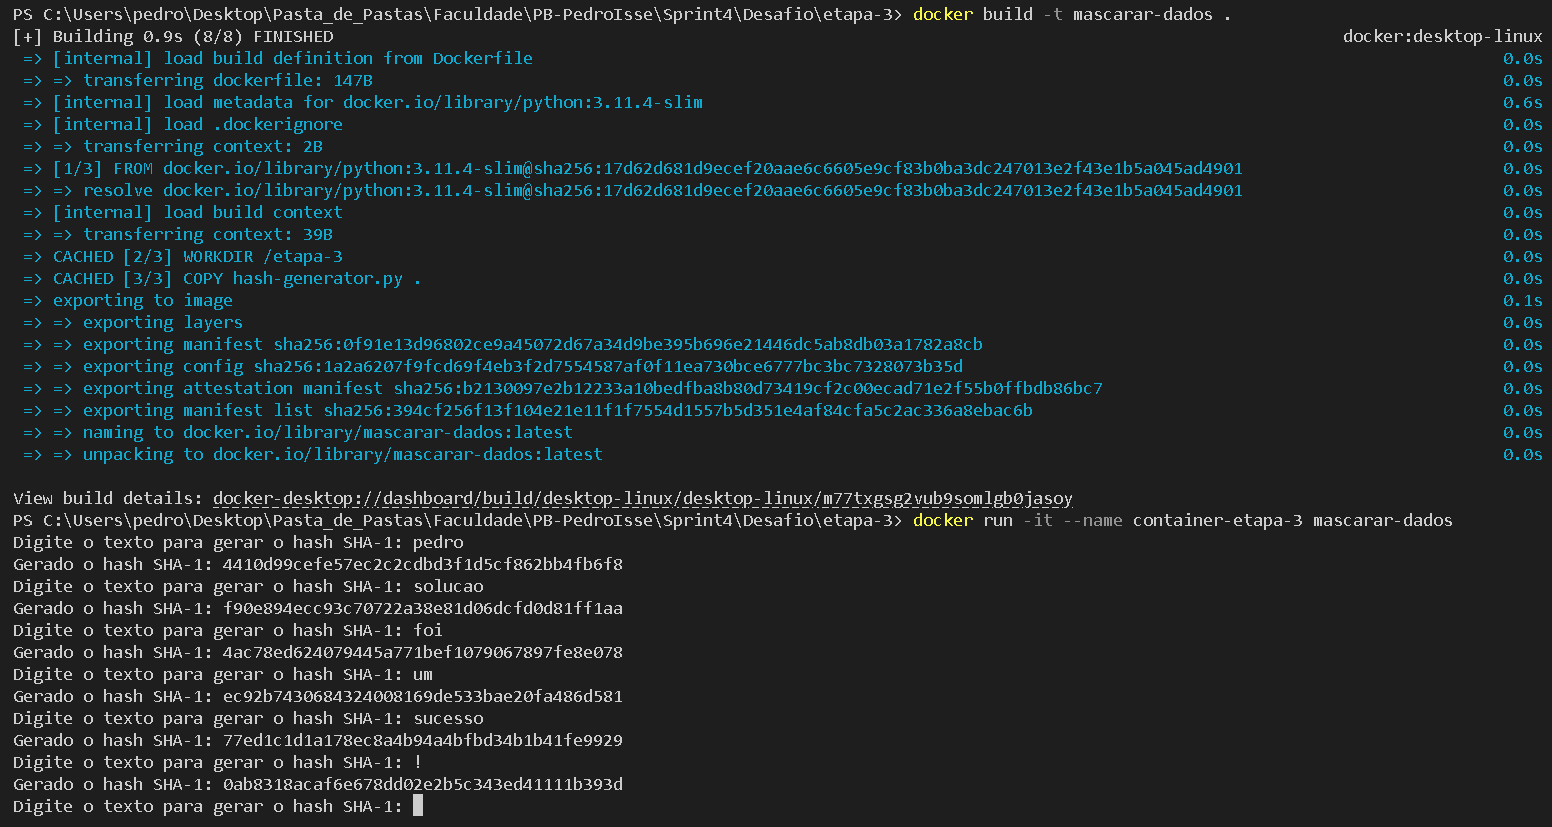 PS C:\Users\pedro\Desktop\Pasta_de_Pastas\Faculdade\PB-PedroIsse\Sprint4\Desafio\etapa-3> docker build -t mascarar-dados .
[+] Building 0.9s (8/8) FINISHED docker:desktop-linux
=> [internal] load build definition from Dockerfile 0.0s
=> => transferring dockerfile: 147B 0.0s
=> [internal] load metadata for docker.io/library/python:3.11.4-slim 0.6s
=> [internal] load .dockerignore 0.0s
=> => transferring context: 2B 0.0s
=> [1/3] FROM docker.io/library/python:3.11.4-slim@sha256:17d62d681d9ecef20aae6c6605e9cf83b0ba3dc247013e2f43e1b5a045ad4901 0.0s
=> => resolve docker.io/library/python:3.11.4-slim@sha256:17d62d681d9ecef20aae6c6605e9cf83b0ba3dc247013e2f43e1b5a045ad4901 0.0s
=> [internal] load build context 0.0s
=> => transferring context: 39B 0.0s
=> CACHED [2/3] WORKDIR /etapa-3 0.0s
=> CACHED [3/3] COPY hash-generator.py . 0.0s
=> exporting to image 0.1s
=> => exporting layers 0.0s
=> => exporting manifest sha256:0f91e13d96802ce9a45072d67a34d9be395b696e21446dc5ab8db03a1782a8cb 0.0s
=> => exporting config sha256:1a2a6207f9fcd69f4eb3f2d7554587af0f11ea730bce6777bc3bc7328073b35d 0.0s
=> => exporting attestation manifest sha256:b2130097e2b12233a10bedfba8b80d73419cf2c00ecad71e2f55b0ffbdb86bc7 0.0s
=> => exporting manifest list sha256:394cf256f13f104e21e11f1f7554d1557b5d351e4af84cfa5c2ac336a8ebac6b 0.0s
=> => naming to docker.io/library/mascarar-dados:latest 0.0s
=> => unpacking to docker.io/library/mascarar-dados:latest 0.0s
View build details: docker-desktop://dashboard/build/desktop-linux/desktop-linux/m77txgsg2vub9somlgb0jasoy
PS C:\Users\pedro\Desktop\Pasta_de_Pastas\Faculdade\PB-PedroIsse\Sprint4\Desafio\etapa-3> docker run -it --name container-etapa-3 mascarar-dados
Digite o texto para gerar o hash SHA-1: pedro
Gerado o hash SHA-1: 4410d99cefe57ec2c2cdbd3f1d5cf862bb4fb6f8
Digite o texto para gerar o hash SHA-1: solucao
Gerado o hash SHA-1: f90e894ecc93c70722a38e81d06dcfd0d81ff1aa
Digite o texto para gerar o hash SHA-1: foi
Gerado o hash SHA-1: 4ac78ed624079445a771bef1079067897fe8e078
Digite o texto para gerar o hash SHA-1: um
Gerado o hash SHA-1: ec92b7430684324008169de533bae20fa486d581
Digite o texto para gerar o hash SHA-1: sucesso
Gerado o hash SHA-1: 77ed1c1d1a178ec8a4b94a4bfbd34b1b41fe9929
Digite o texto para gerar o hash SHA-1: !
Gerado o hash SHA-1: 0ab8318acaf6e678dd02e2b5c343ed41111b393d
Digite o texto para gerar o hash SHA-1: